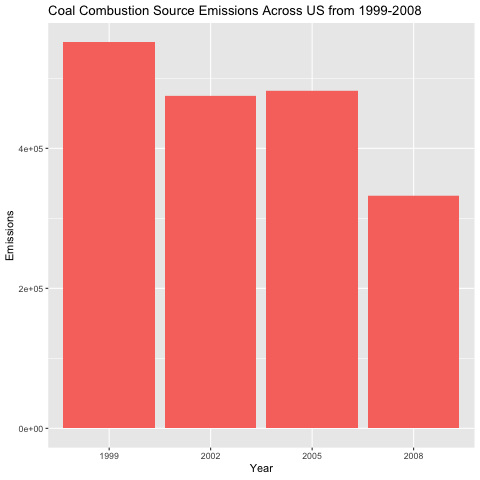 Coal Combustion Source Emissions Across US from 1999-2008
4e+05
2e+05
0e+00
Emissions
1999 2002 2005 2008
Year